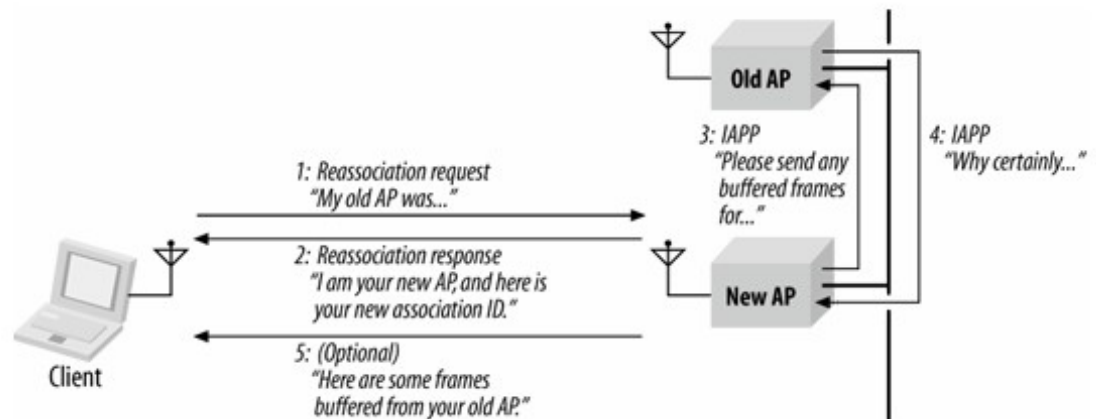 Old AP
3: IAPP
"Please send any
buffered frames
for..."
4: IAPP
"Why certainly..."
1: Reassociation request
"My old AP was..."
2: Reassociation response
"I am your new AP, and here is
your new association ID."
New AP
5: (Optional)
"Here are some frames
buffered from your old AP."
Client